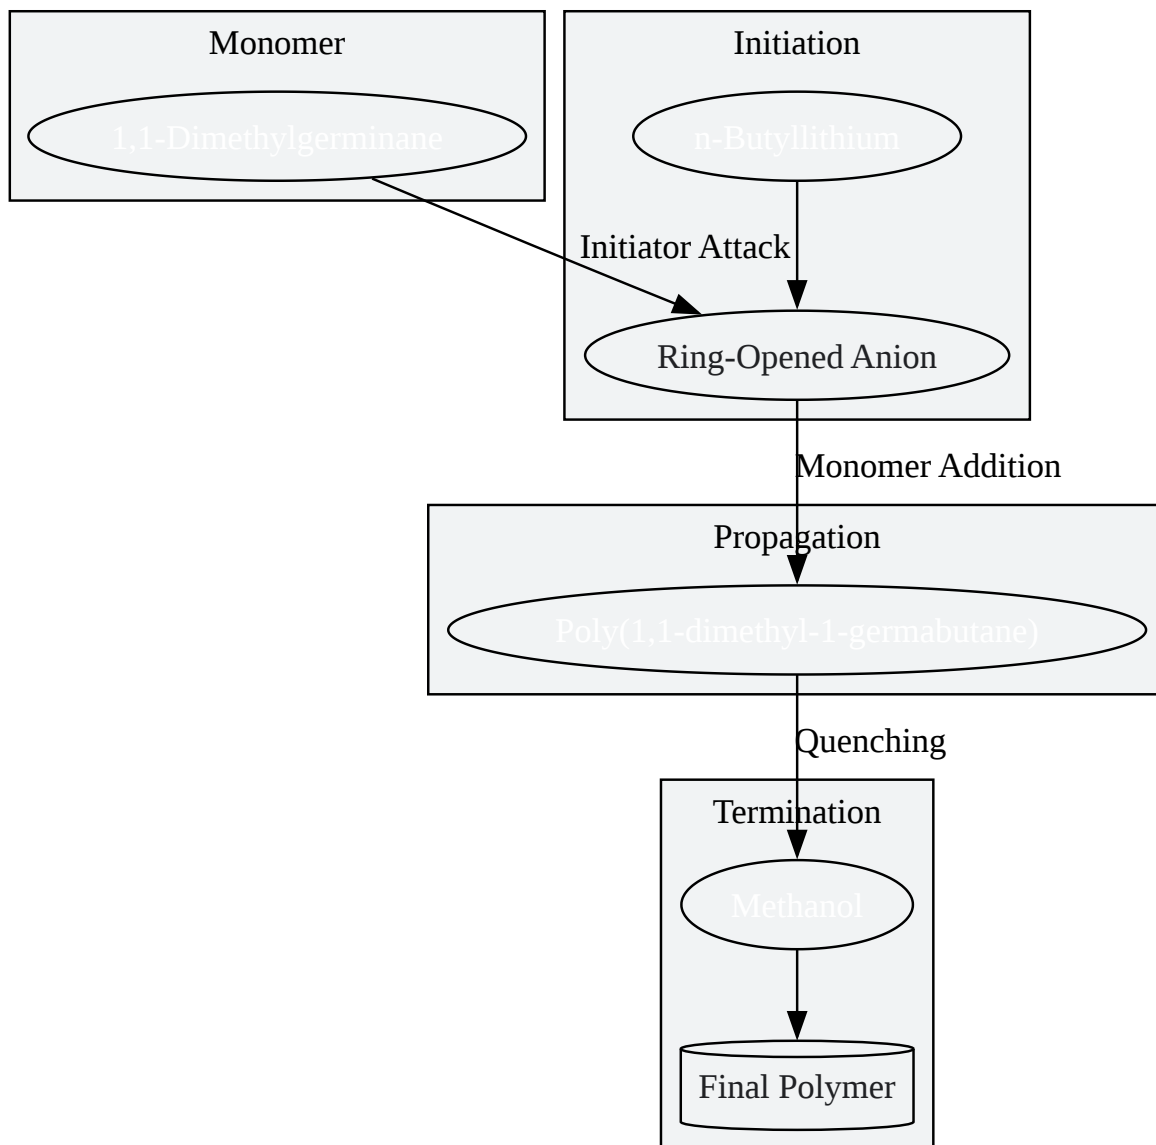 Monomer
Initiation
1,1-Dimethylgerminane
n-Butyllithium
Initiator Attack
Ring-Opened Anion
Monomer Addition
Propagation
Poly(1,1-dimethyl-1-germabutane)
Quenching
Termination
Methanol
Final Polymer